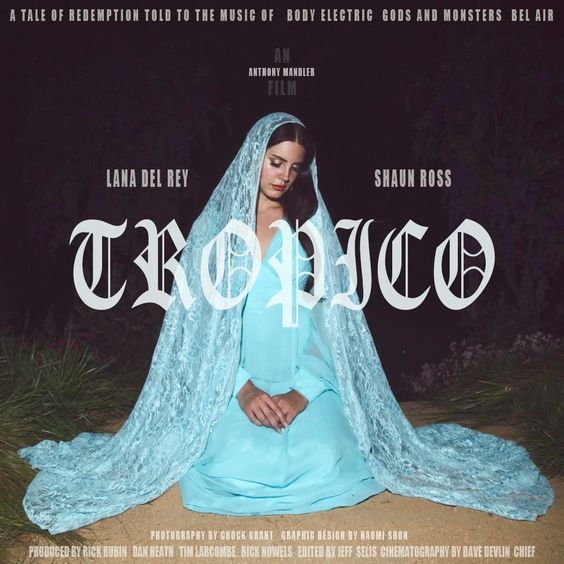 A TALE OF REDEMPTION TOLD TO THE MUSIC OF BODY ELECTRIC GODS AND MONSTERS BEL AIR
AN
ANTHONY MANDLER
FILM
LANA DEL REY SHAUN ROSS
TROPICO
PHOTOGRAPHY BY CHUCK GRANT GRAPHIC DESIGN BY NAOMI SHON
PRODUCED BY RICK RUBIN DAN HEATH TIM LARCOMBE RICK NOWELS EDITED BY JEFF SELIS CINEMATOGRAPHY BY DAVE DEVLIN CHIEF